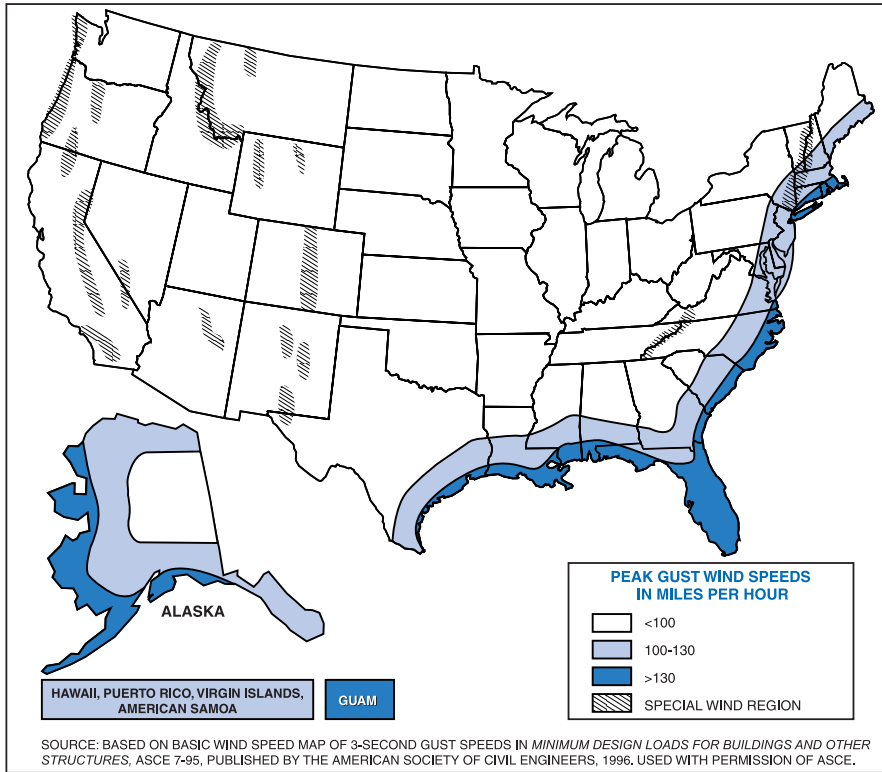 ALASKA
HAWAII, PUERTO RICO, VIRGIN ISLANDS,
AMERICAN SAMOA
GUAM
PEAK GUST WIND SPEEDS
IN MILES PER HOUR
<100
100-130
>130
SPECIAL WIND REGION
SOURCE: BASED ON BASIC WIND SPEED MAP OF 3-SECOND GUST SPEEDS IN MINIMUM DESIGN LOADS FOR BUILDINGS AND OTHER
STRUCTURES, ASCE 7-95, PUBLISHED BY THE AMERICAN SOCIETY OF CIVIL ENGINEERS, 1996. USED WITH PERMISSION OF ASCE.